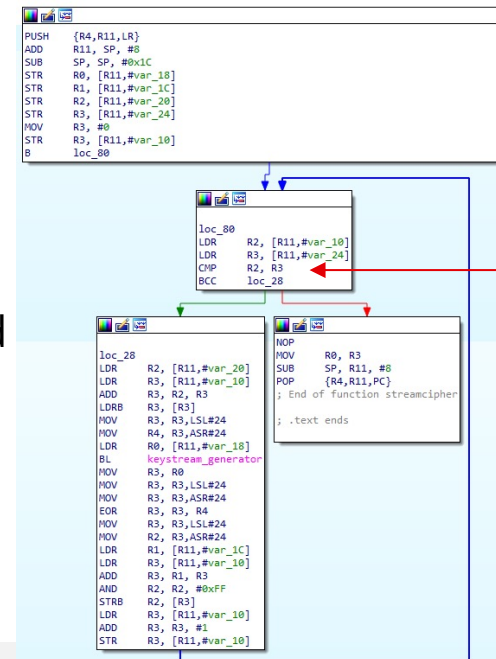 PUSH {R4,R11,LR}
ADD R11, SP, #8
SUB SP, SP, #0x1C
STR R0, [R11,#var_18]
STR R1, [R11,#var_1C]
STR R2, [R11,#var_20]
STR R3, [R11,#var_24]
MOV R3, #0
STR R3, [R11,#var_10]
B loc_80
loc_80
LDR R2, [R11,#var_10]
LDR R3, [R11,#var_24]
CMP R2, R3
BCC loc_28
loc_28
LDR R2, [R11,#var_20]
LDR R3, [R11,#var_10]
ADD R3, R2, R3
LDRB R3, [R3]
MOV R3, R3,LSL#24
MOV R4, R3,ASR#24
LDR R0, [R11,#var_18]
BL keystream_generator
MOV R3, R0
MOV R3, R3,LSL#24
MOV R3, R3,ASR#24
EOR R3, R3, R4
MOV R3, R3,LSL#24
MOV R2, R3,ASR#24
LDR R1, [R11,#var_1C]
LDR R3, [R11,#var_10]
ADD R3, R1, R3
AND R2, R2, #0xFF
STRB R2, [R3]
LDR R3, [R11,#var_10]
ADD R3, R3, #1
STR R3, [R11,#var_10]
NOP
MOV R0, R3
SUB SP, R11, #8
POP {R4,R11,PC}
; End of function streamcipher
; .text ends